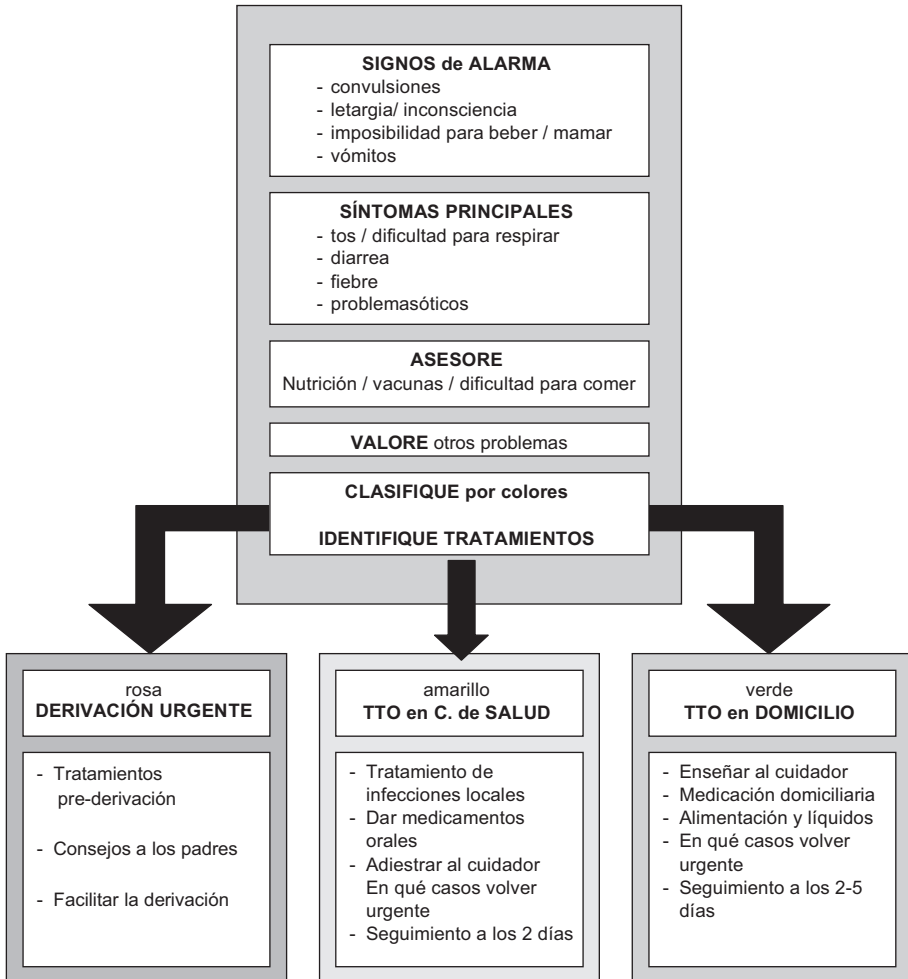 SIGNOS de ALARMA
- convulsiones
- letargia/ inconsciencia
- imposibilidad para beber / mamar
- vómitos
SÍNTOMAS PRINCIPALES
- tos / dificultad para respirar
- diarrea
- fiebre
- problemasóticos
ASESORE
Nutrición / vacunas / dificultad para comer
VALORE otros problemas
CLASIFIQUE por colores
IDENTIFIQUE TRATAMIENTOS
rosa
DERIVACIÓN URGENTE
- Tratamientos
pre-derivación
- Consejos a los padres
- Facilitar la derivación
amarillo
TTO en C. de SALUD
- Tratamiento de
infecciones locales
- Dar medicamentos
orales
- Adiestrar al cuidador
En qué casos volver
urgente
- Seguimiento a los 2 días
verde
TTO en DOMICILIO
- Enseñar al cuidador
- Medicación domiciliaria
- Alimentación y líquidos
- En qué casos volver
urgente
- Seguimiento a los 2-5
días